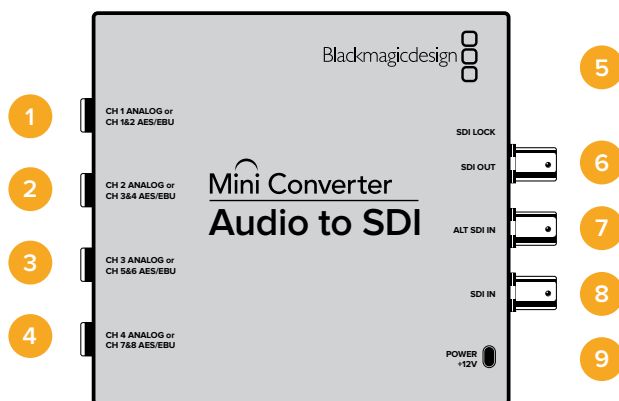 Blackmagicdesign
1
CH 1 ANALOG or
CH 1&2 AES/EBU
2
CH 2 ANALOG or
CH 3&4 AES/EBU
3
CH 3 ANALOG or
CH 5&6 AES/EBU
4
CH 4 ANALOG or
CH 7&8 AES/EBU
Mini Converter
Audio to SDI
5
SDI LOCK
SDI OUT
6
ALT SDI IN
7
SDI IN
8
POWER
+12V
9